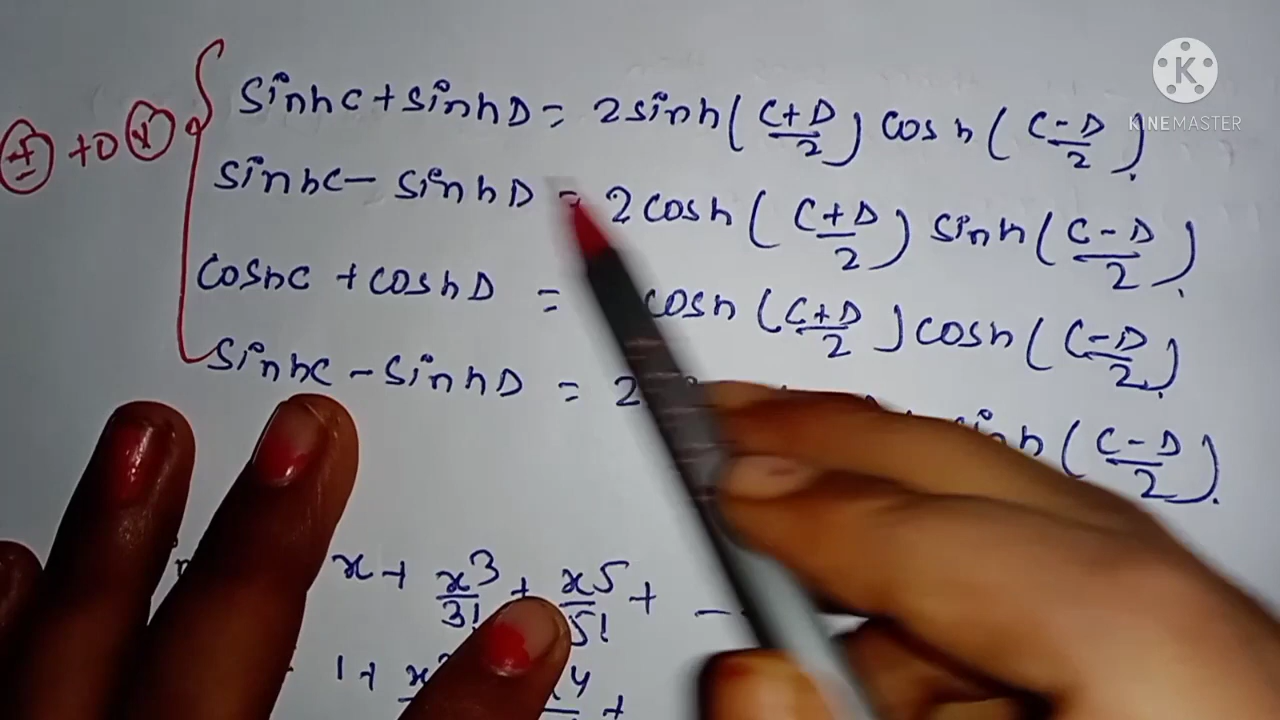 ± to × sinhC + sinhD = 2sinh(C+D/2) cosh(C-D/2).
sinhC - sinhD = 2cosh(C+D/2) sinh(C-D/2).
coshC + coshD = cosh(C+D/2) cosh(C-D/2).
sinhC - sinhD = 2 sinh(C-D/2).
x + x³/3! + x⁵/5! + --
1 +
K
KINEMASTER